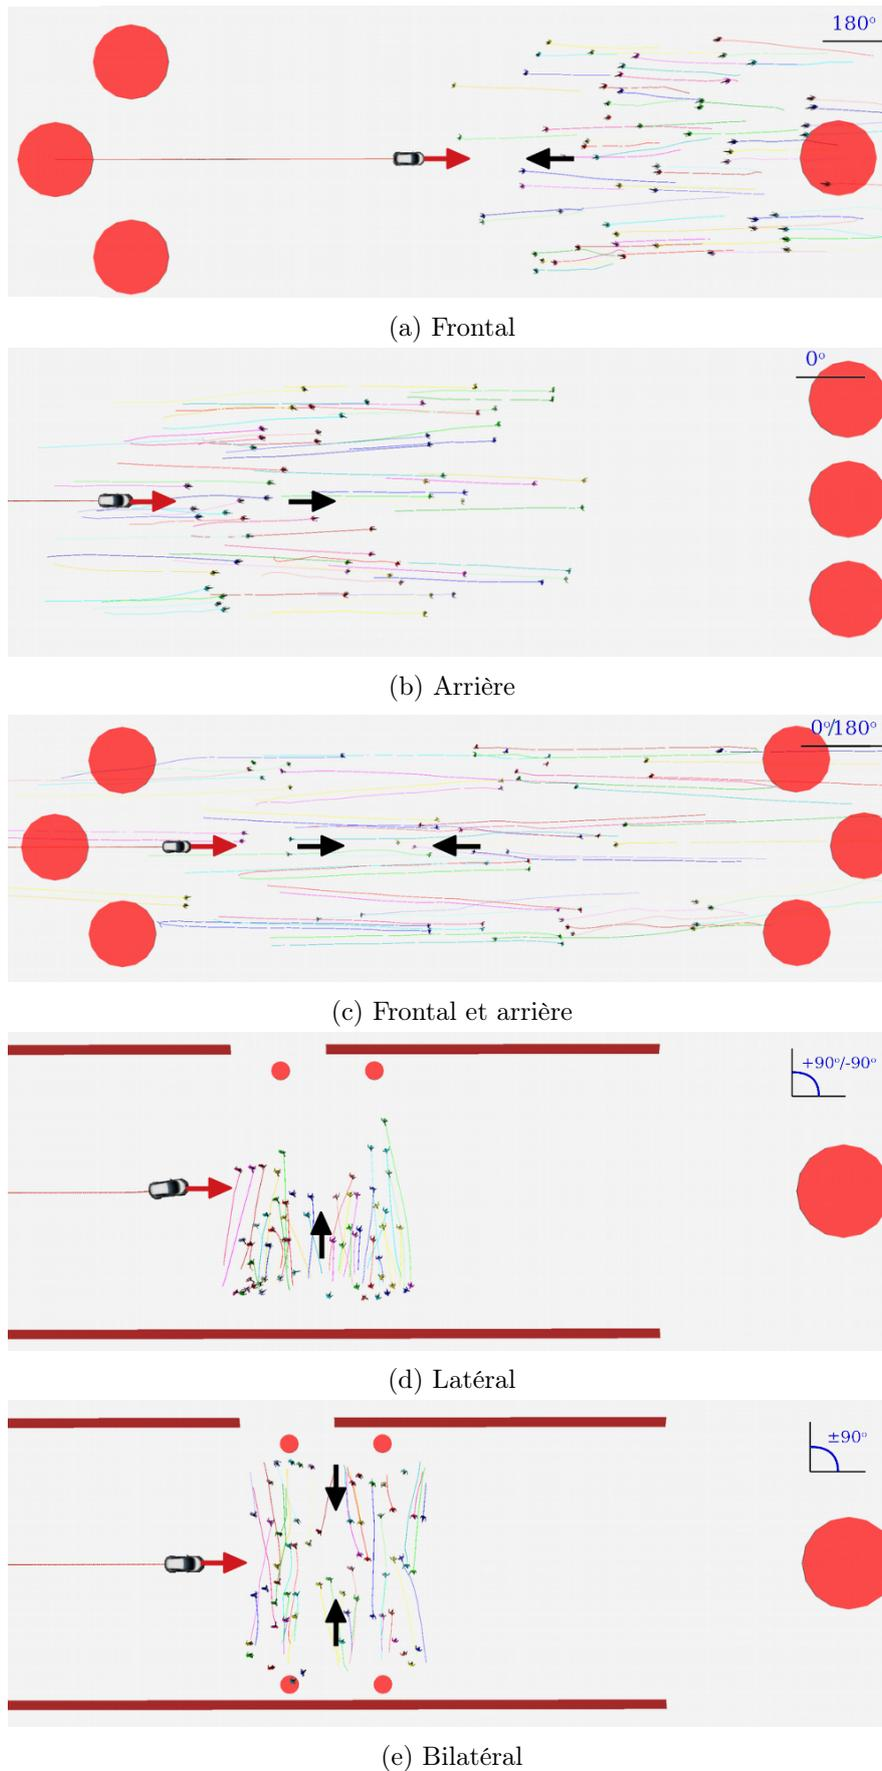 180°
(a) Frontal
0°
(b) Arrière
0°/180°
(c) Frontal et arrière
+90°/-90°
(d) Latéral
±90°
(e) Bilatéral